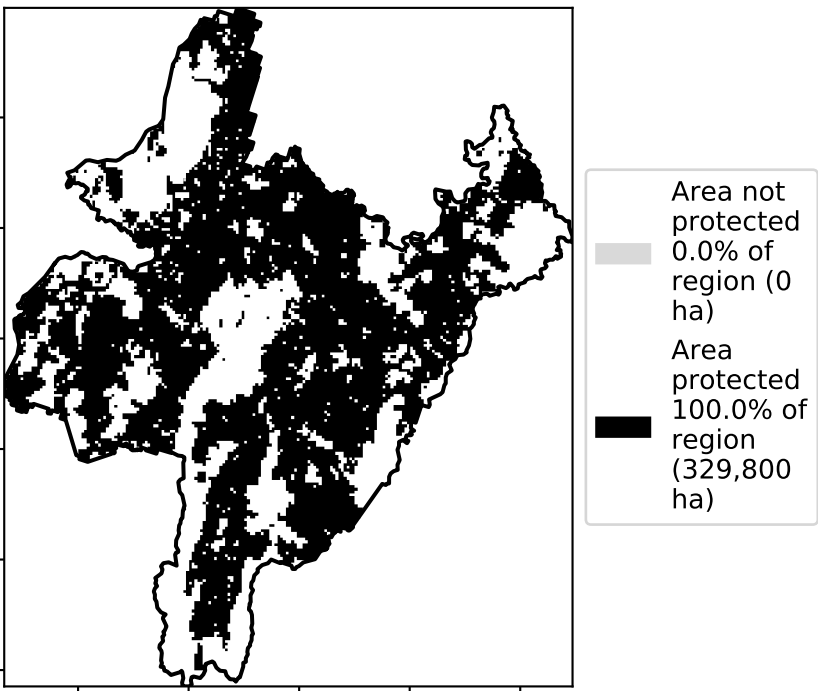 Area not
protected
0.0% of
region (0
ha)
Area
protected
100.0% of
region
(329,800
ha)